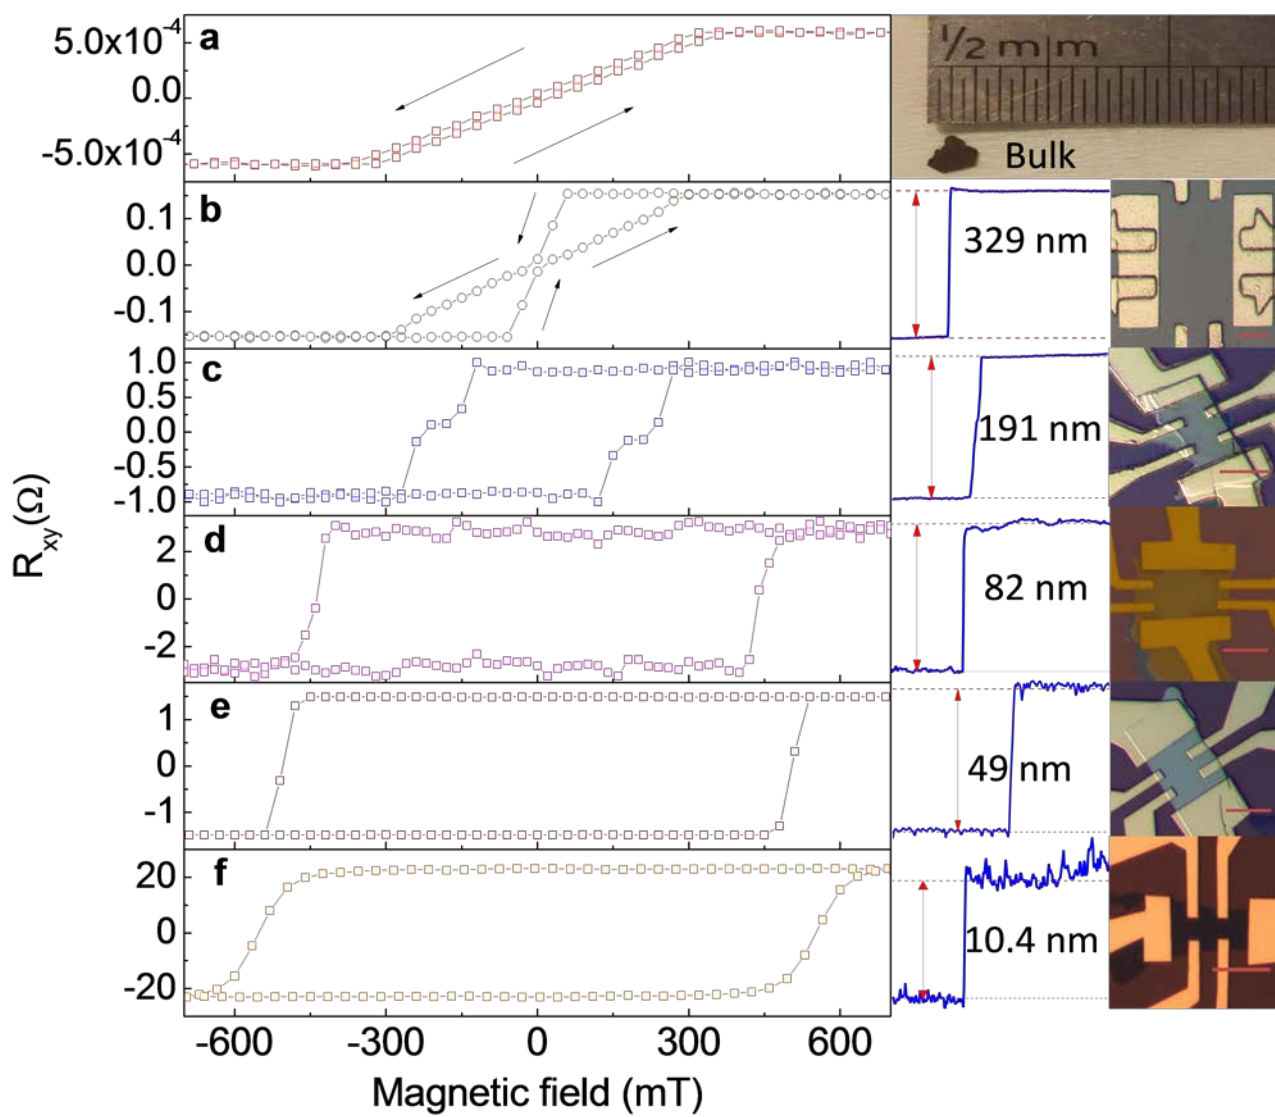 a
5.0x10⁻⁴
0.0
-5.0x10⁻⁴
1/2 mm
Bulk
b
0.1
0.0
-0.1
329 nm
c
1.0
0.5
0.0
-0.5
-1.0
191 nm
d
2
0
-2
82 nm
e
1
0
-1
49 nm
f
20
0
-20
10.4 nm
-600 -300 0 300 600
Magnetic field (mT)
Rxy(Ω)